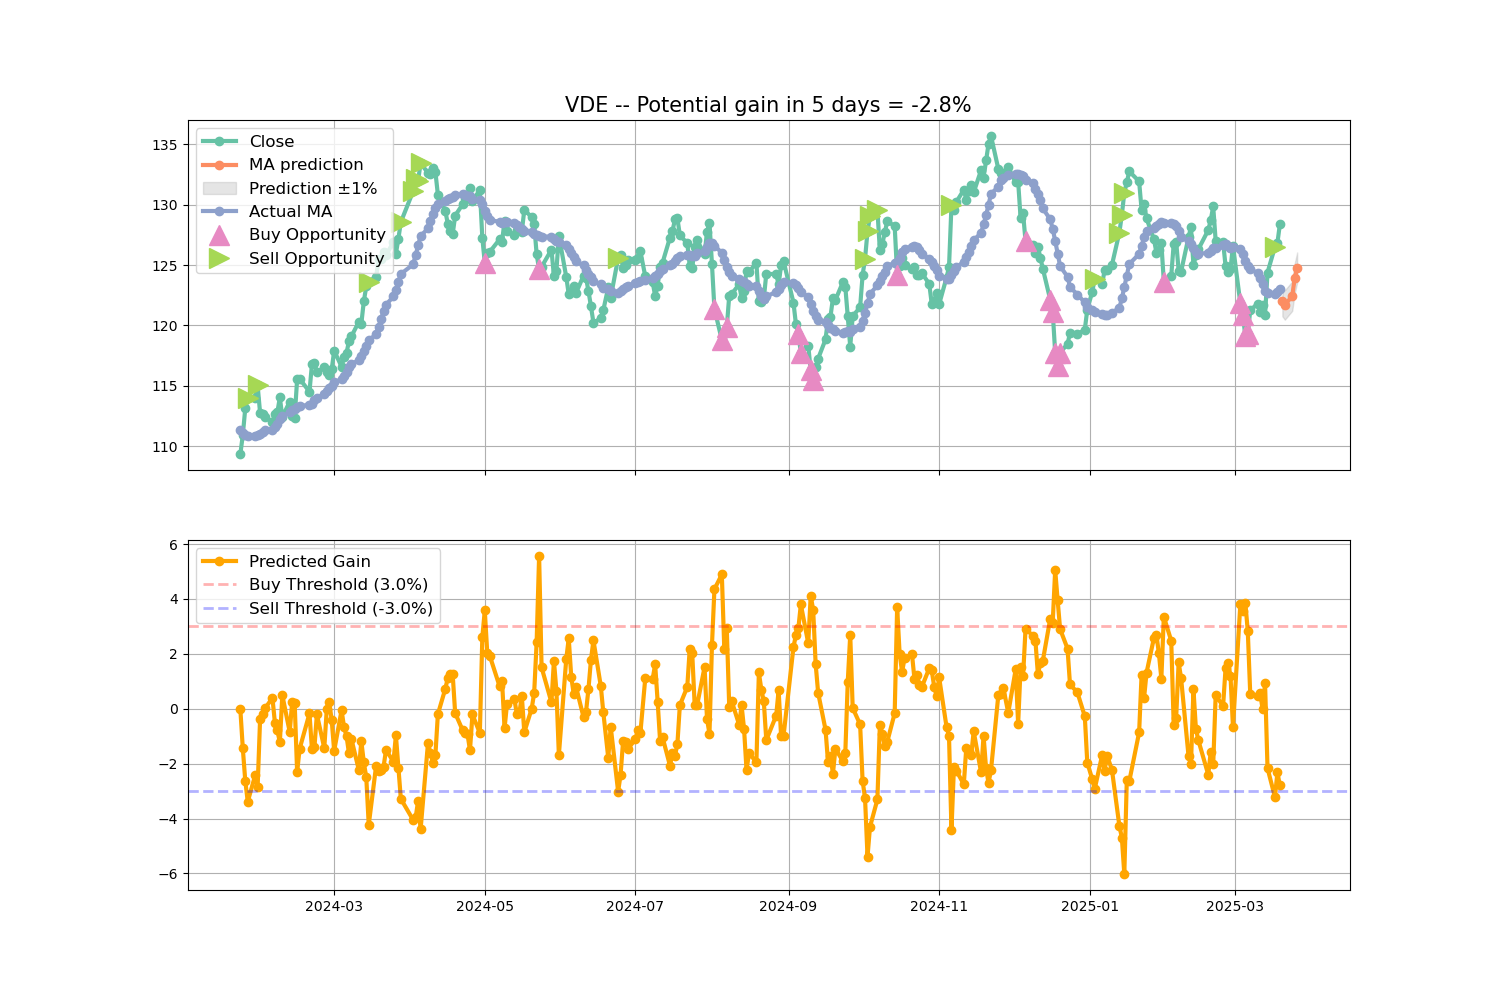 VDE -- Potential gain in 5 days = -2.8%
135
130
125
120
115
110
Close
MA prediction
Prediction ±1%
Actual MA
Buy Opportunity
Sell Opportunity
6
4
2
0
−2
−4
−6
Predicted Gain
Buy Threshold (3.0%)
Sell Threshold (-3.0%)
2024-03 2024-05 2024-07 2024-09 2024-11 2025-01 2025-03